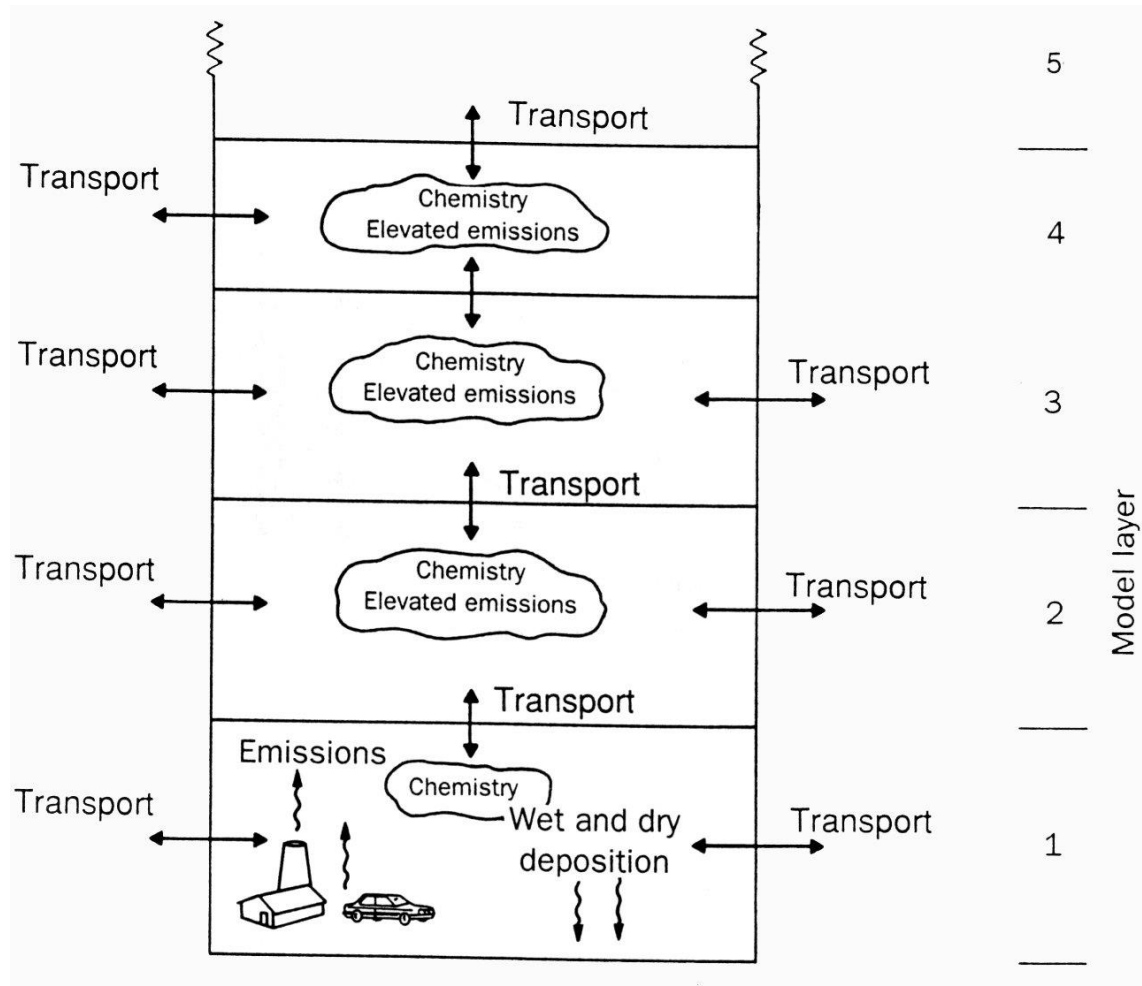 5
Transport
Transport
Chemistry
Elevated emissions
4
Transport
Chemistry
Elevated emissions
Transport
3
Transport
Transport
Chemistry
Elevated emissions
Transport
2
Model layer
Transport
Emissions
Chemistry
Transport
Wet and dry
deposition
Transport
1